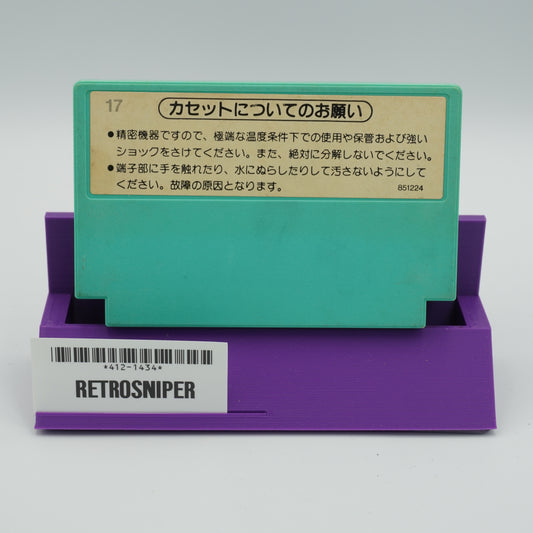 17
カセットについてのお願い
●精密機器ですので、極端な温度条件下での使用や保管および強い
ショックをさけてください。また、絶対に分解しないでください。
●端子部に手を触れたり、水にぬらしたりして汚さないようにして
ください。故障の原因となります。
851224
*412-1434*
RETROSNIPER